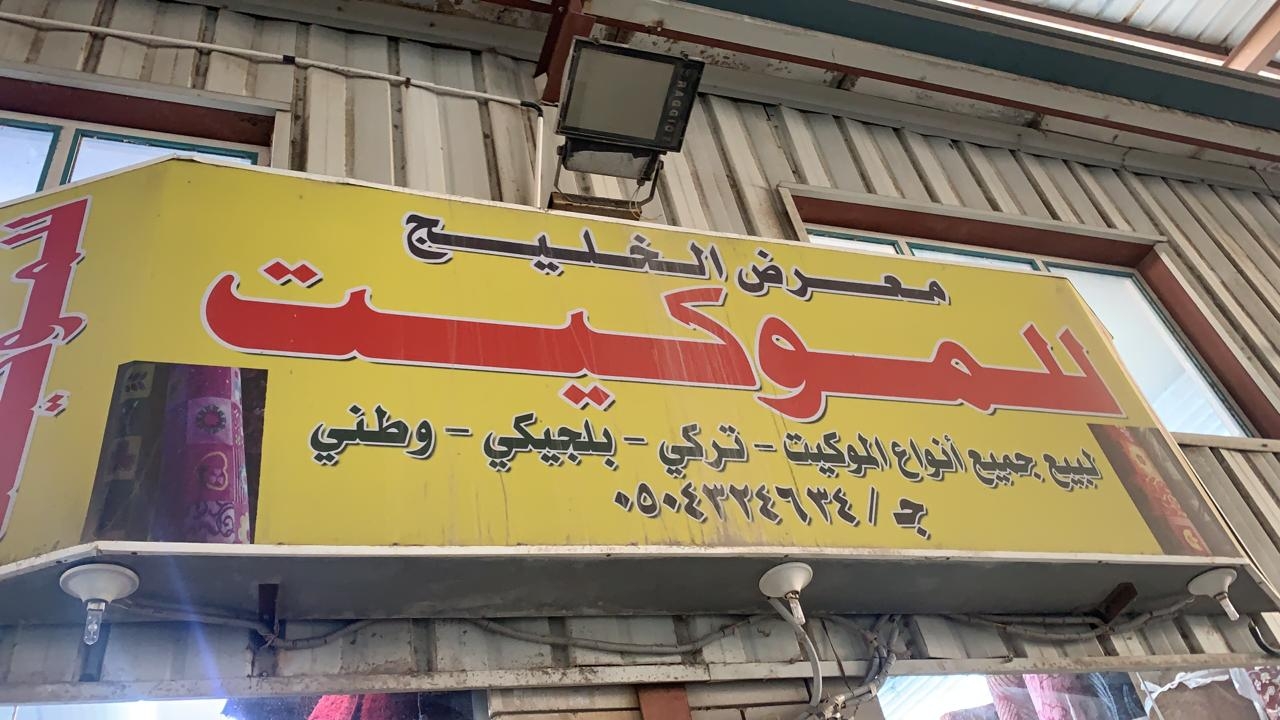 معرض الخليج
للموكيت
لبيع جميع أنواع الموكيت - تركي - بلجيكي - وطني
ج / ٠٥٠٤٣٢٤٦٣٤